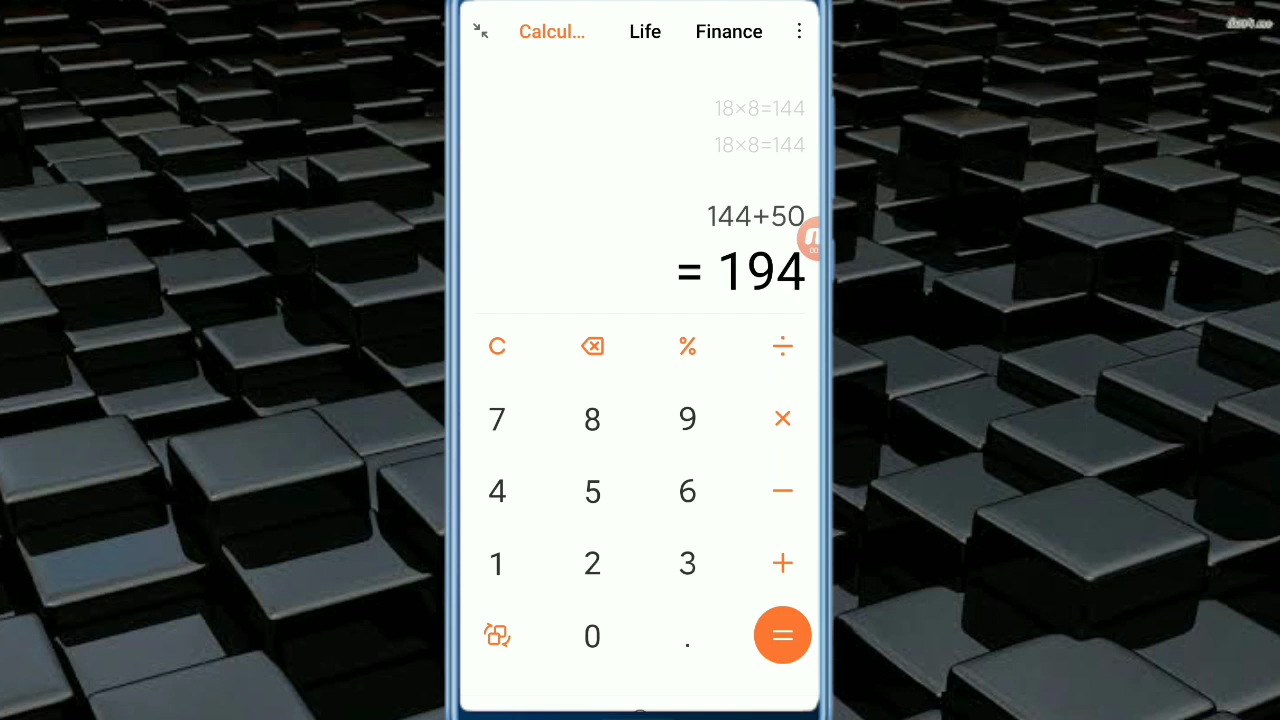 Calcul... Life Finance
18×8=144
18×8=144
144+50
= 194
C % ÷
7 8 9 ×
4 5 6 −
1 2 3 +
0 . =